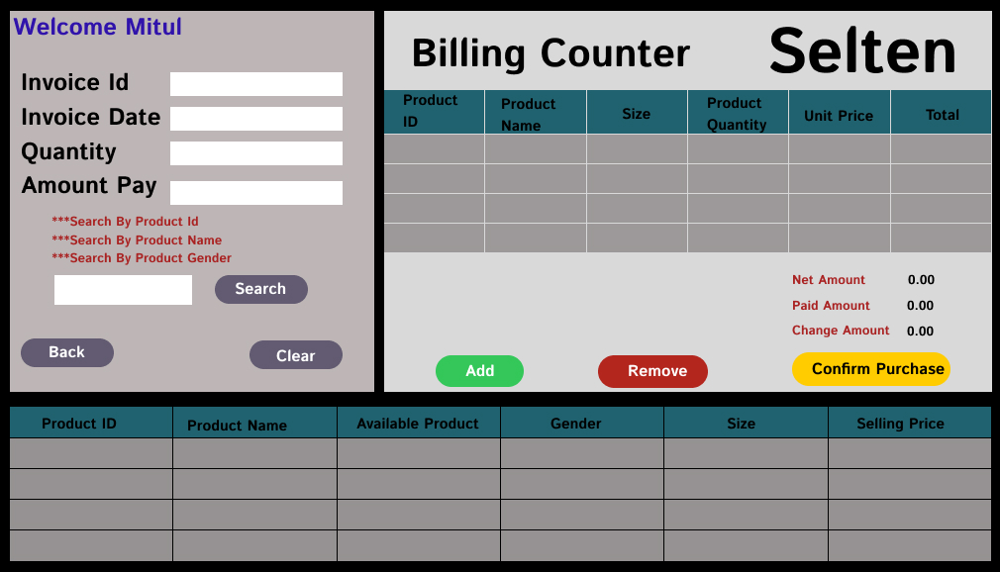 Welcome Mitul
Invoice Id
Invoice Date
Quantity
Amount Pay
***Search By Product Id
***Search By Product Name
***Search By Product Gender
Search
Back
Clear
Billing Counter
Selten
Product
ID
Product
Name
Size
Product
Quantity
Unit Price
Total
Net Amount 0.00
Paid Amount 0.00
Change Amount 0.00
Add
Remove
Confirm Purchase
Product ID
Product Name
Available Product
Gender
Size
Selling Price